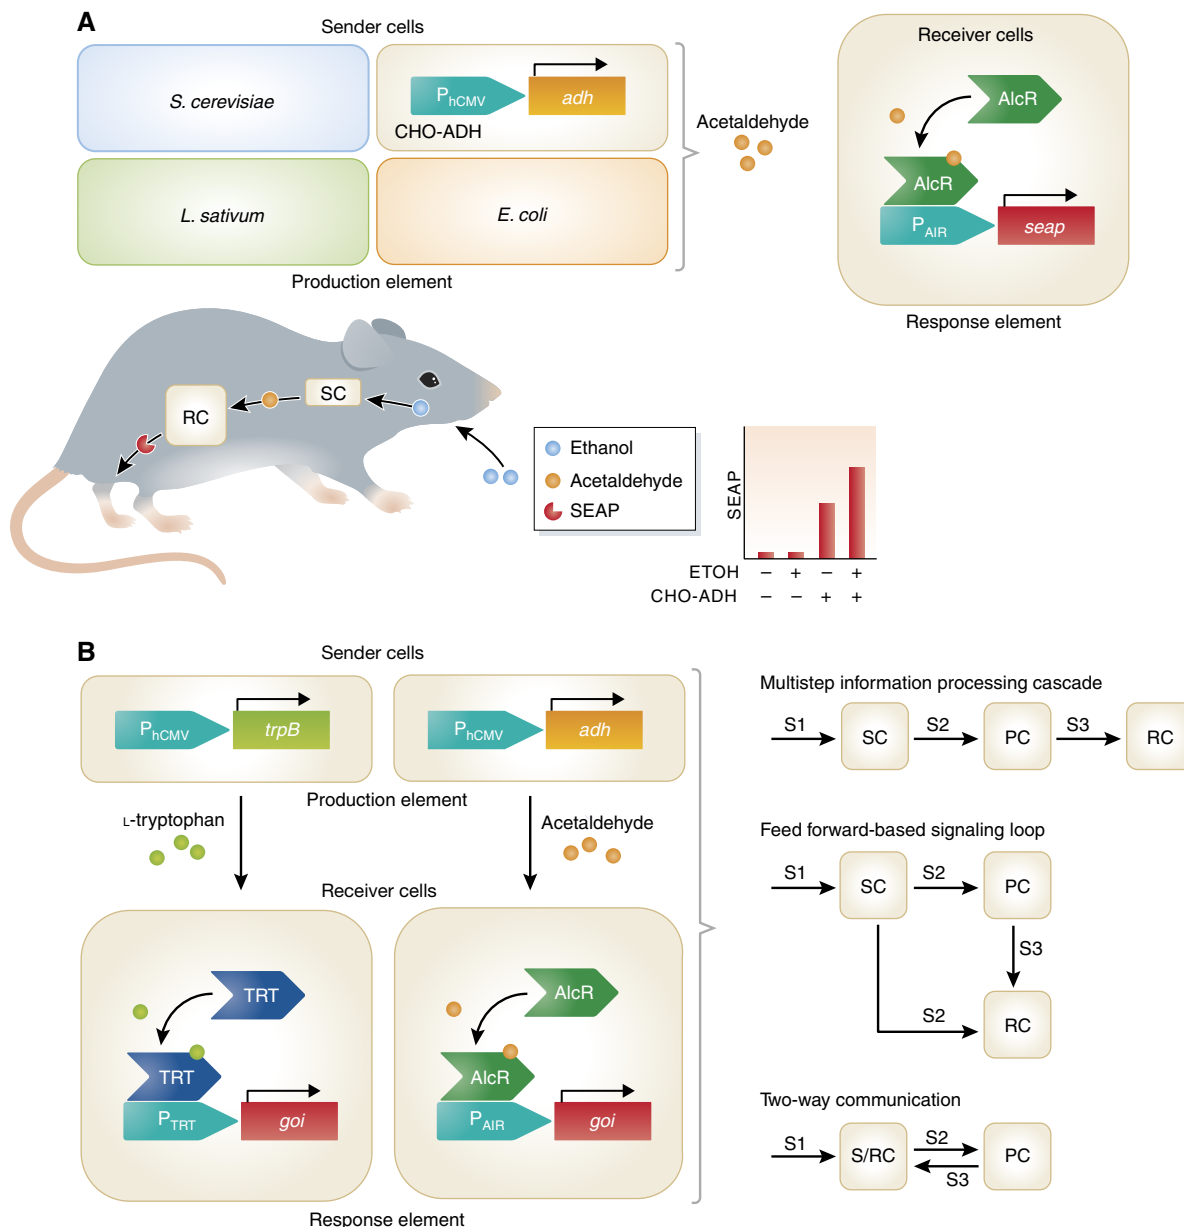 A
Sender cells
S. cerevisiae
PhCMV
adh
CHO-ADH
L. sativum
E. coli
Production element
Acetaldehyde
Receiver cells
AlcR
AlcR
PAIR
seap
Response element
SC
RC
Ethanol
Acetaldehyde
SEAP
SEAP
ETOH − + − +
CHO-ADH − − + +
B
Sender cells
PhCMV
trpB
PhCMV
adh
Production element
L-tryptophan
Acetaldehyde
Receiver cells
TRT
TRT
PTRT
goi
AlcR
AlcR
PAIR
goi
Response element
Multistep information processing cascade
S1 SC S2 PC S3 RC
Feed forward-based signaling loop
S1 SC S2 PC
S3
S2 RC
Two-way communication
S1 S/RC S2 PC
S3